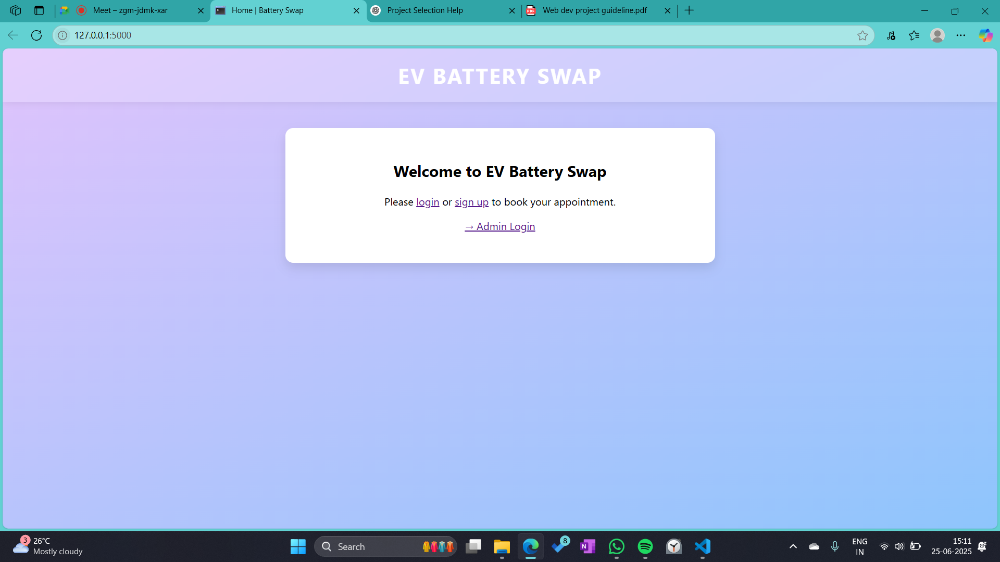 Meet – zgm-jdmk-xar
Home | Battery Swap
Project Selection Help
PDF
Web dev project guideline.pdf
127.0.0.1:5000
EV BATTERY SWAP
Welcome to EV Battery Swap
Please login or sign up to book your appointment.
→ Admin Login
3
26°C
Mostly cloudy
Search
8
N
ENG
IN
15:11
25-06-2025